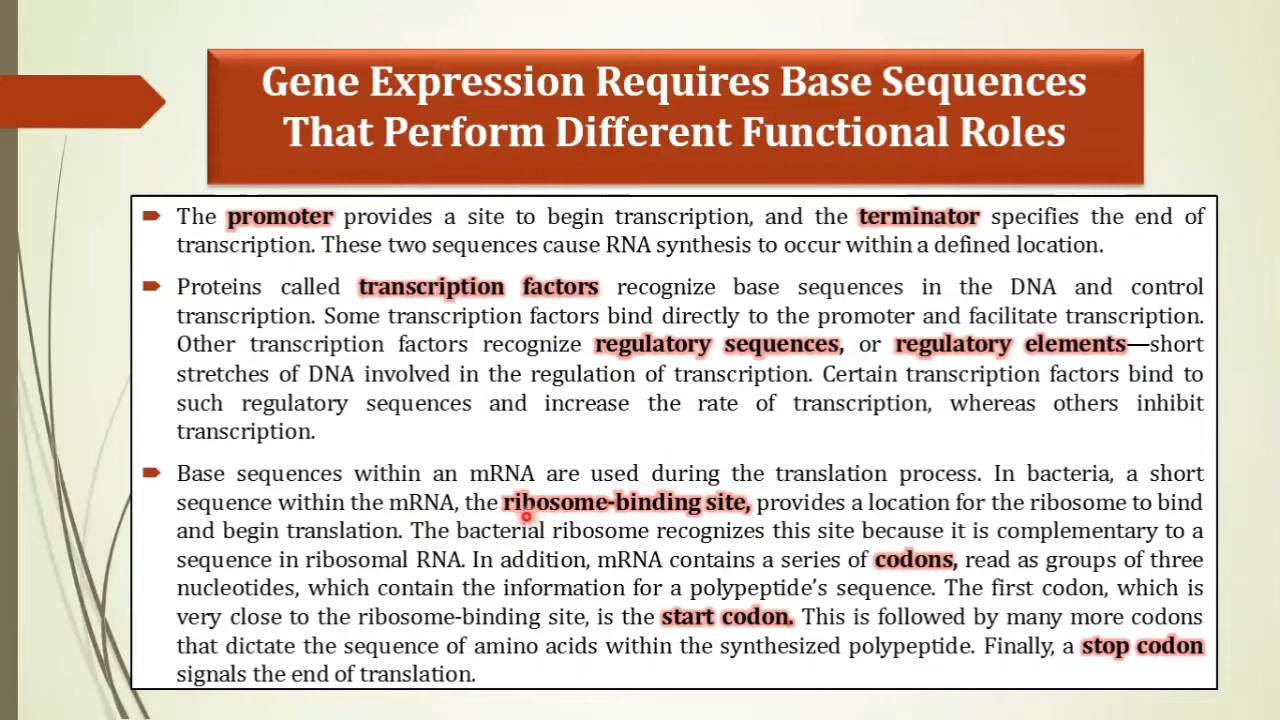 Gene Expression Requires Base Sequences
That Perform Different Functional Roles
The promoter provides a site to begin transcription, and the terminator specifies the end of
transcription. These two sequences cause RNA synthesis to occur within a defined location.
Proteins called transcription factors recognize base sequences in the DNA and control
transcription. Some transcription factors bind directly to the promoter and facilitate transcription.
Other transcription factors recognize regulatory sequences, or regulatory elements—short
stretches of DNA involved in the regulation of transcription. Certain transcription factors bind to
such regulatory sequences and increase the rate of transcription, whereas others inhibit
transcription.
Base sequences within an mRNA are used during the translation process. In bacteria, a short
sequence within the mRNA, the ribosome-binding site, provides a location for the ribosome to bind
and begin translation. The bacterial ribosome recognizes this site because it is complementary to a
sequence in ribosomal RNA. In addition, mRNA contains a series of codons, read as groups of three
nucleotides, which contain the information for a polypeptide's sequence. The first codon, which is
very close to the ribosome-binding site, is the start codon. This is followed by many more codons
that dictate the sequence of amino acids within the synthesized polypeptide. Finally, a stop codon
signals the end of translation.